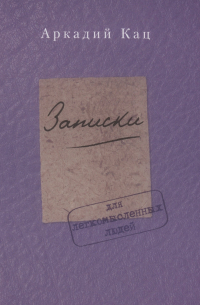 Аркадий Кац
Записки
для
легкомысленных
людей